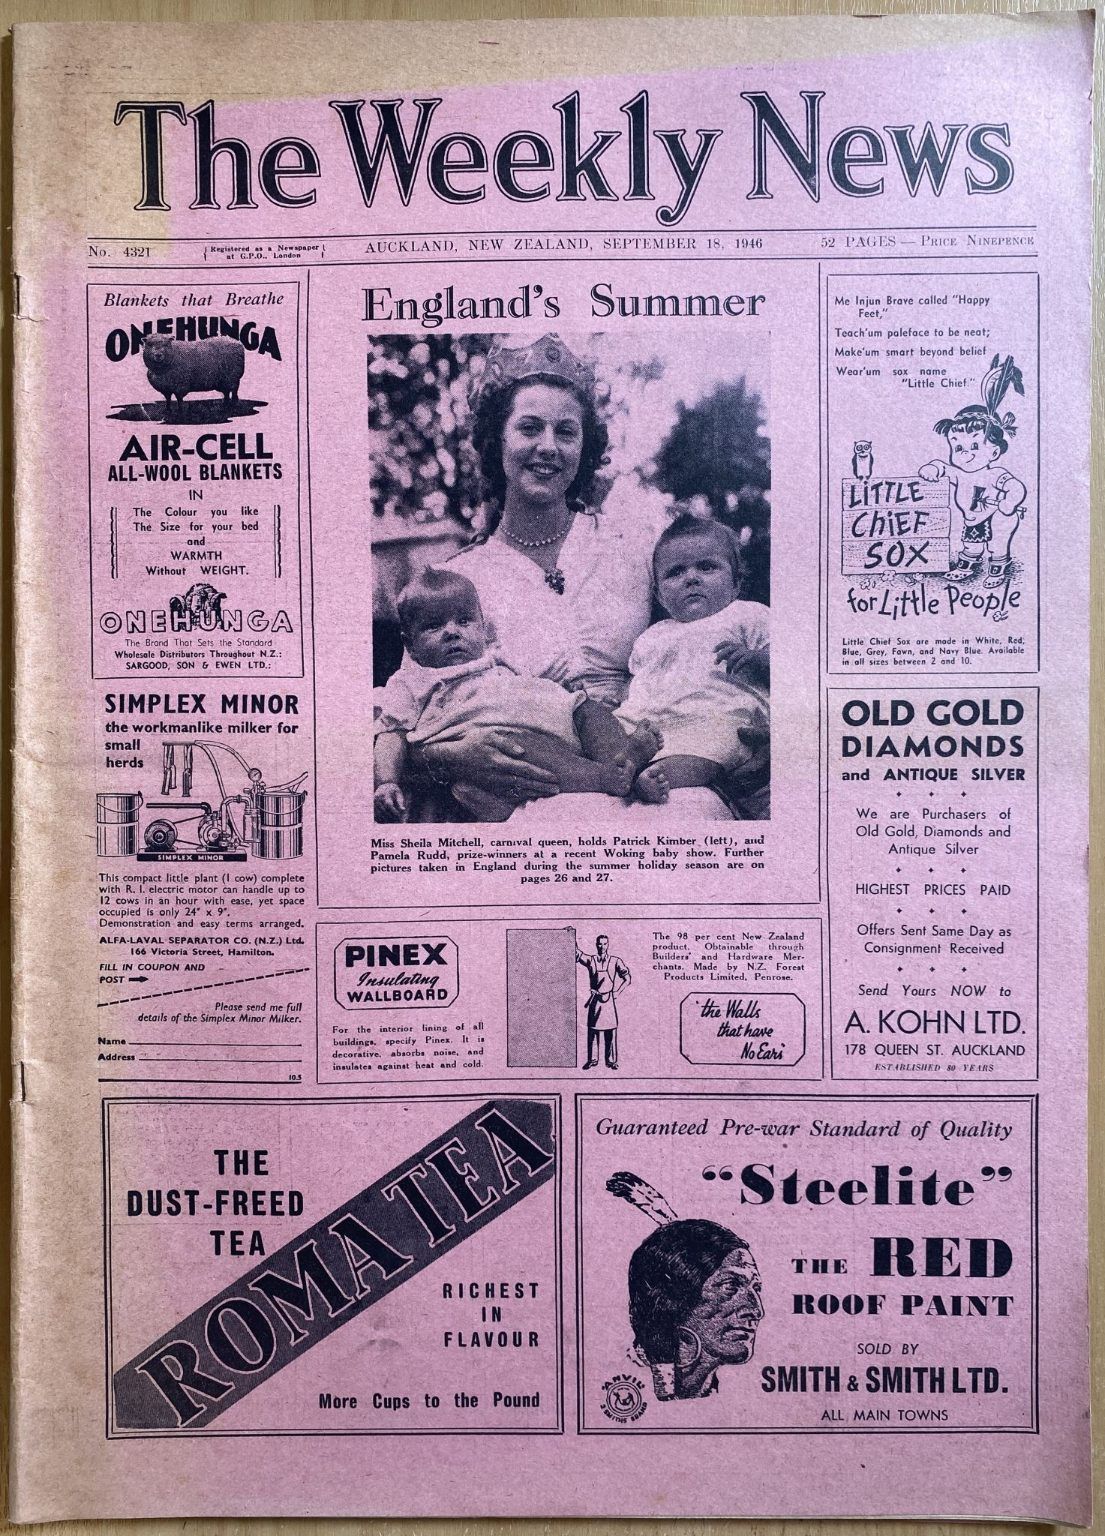 The Weekly News
No. 4321
Registered as a Newspaper
at G.P.O., London
AUCKLAND, NEW ZEALAND, SEPTEMBER 18, 1946
52 PAGES — PRICE NINEPENCE
Blankets that Breathe
ONEHUNGA
AIR-CELL
ALL-WOOL BLANKETS
IN
The Colour you like
The Size for your bed
and
WARMTH
Without WEIGHT.
ONEHUNGA
The Brand That Sets the Standard
Wholesale Distributors Throughout N.Z.:
SARGOOD, SON & EWEN LTD.:
SIMPLEX MINOR
the workmanlike milker for
small
herds
SIMPLEX MINOR
This compact little plant (1 cow) complete
with R. I. electric motor can handle up to
12 cows in an hour with ease, yet space
occupied is only 24" x 9".
Demonstration and easy terms arranged.
ALFA-LAVAL SEPARATOR CO. (N.Z.) Ltd.
166 Victoria Street, Hamilton.
FILL IN COUPON AND
POST
Please send me full
details of the Simplex Minor Milker.
Name
Address
10.5
England's Summer
Miss Sheila Mitchell, carnival queen, holds Patrick Kimber (left), and
Pamela Rudd, prize-winners at a recent Woking baby show. Further
pictures taken in England during the summer holiday season are on
pages 26 and 27.
PINEX
Insulating
WALLBOARD
For the interior lining of all
buildings, specify Pinex. It is
decorative, absorbs noise, and
insulates against heat and cold.
The 98 per cent New Zealand
product. Obtainable through
Builders' and Hardware Mer-
chants. Made by N.Z. Forest
Products Limited, Penrose.
'the Walls
that have
No Ears'
Me Injun Brave called "Happy
Feet,"
Teach'um paleface to be neat;
Make'um smart beyond belief
Wear'um sox name
"Little Chief."
LITTLE
CHIEF
SOX
K
for Little People
Little Chief Sox are made in White, Red,
Blue, Grey, Fawn, and Navy Blue. Available
in all sizes between 2 and 10.
OLD GOLD
DIAMONDS
and ANTIQUE SILVER
We are Purchasers of
Old Gold, Diamonds and
Antique Silver
HIGHEST PRICES PAID
Offers Sent Same Day as
Consignment Received
Send Yours NOW to
A. KOHN LTD.
178 QUEEN ST. AUCKLAND
ESTABLISHED 80 YEARS
THE
DUST-FREED
TEA
ROMA TEA
RICHEST
IN
FLAVOUR
More Cups to the Pound
Guaranteed Pre-war Standard of Quality
"Steelite"
THE RED
ROOF PAINT
SOLD BY
SMITH & SMITH LTD.
ALL MAIN TOWNS
"ANVIL"
3 SMITHS BRAND